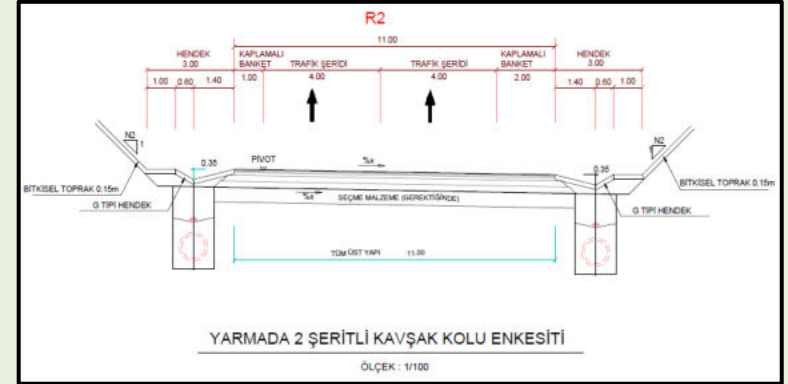 R2
11.00
HENDEK KAPLAMALI KAPLAMALI HENDEK
3.00 BANKET TRAFİK ŞERİDİ TRAFİK ŞERİDİ BANKET 3.00
1.00 0.60 1.40 1.00 4.00 4.00 2.00 1.40 0.60 1.00
N2 1 N2
0.35 PİVOT %x 0.35
BİTKİSEL TOPRAK 0.15m BİTKİSEL TOPRAK 0.15m
%x SEÇME MALZEME (GEREKTİĞİNDE)
G TİPİ HENDEK G TİPİ HENDEK
TÜM ÜST YAPI 11.00
YARMADA 2 ŞERİTLİ KAVŞAK KOLU ENKESİTİ
ÖLÇEK : 1/100